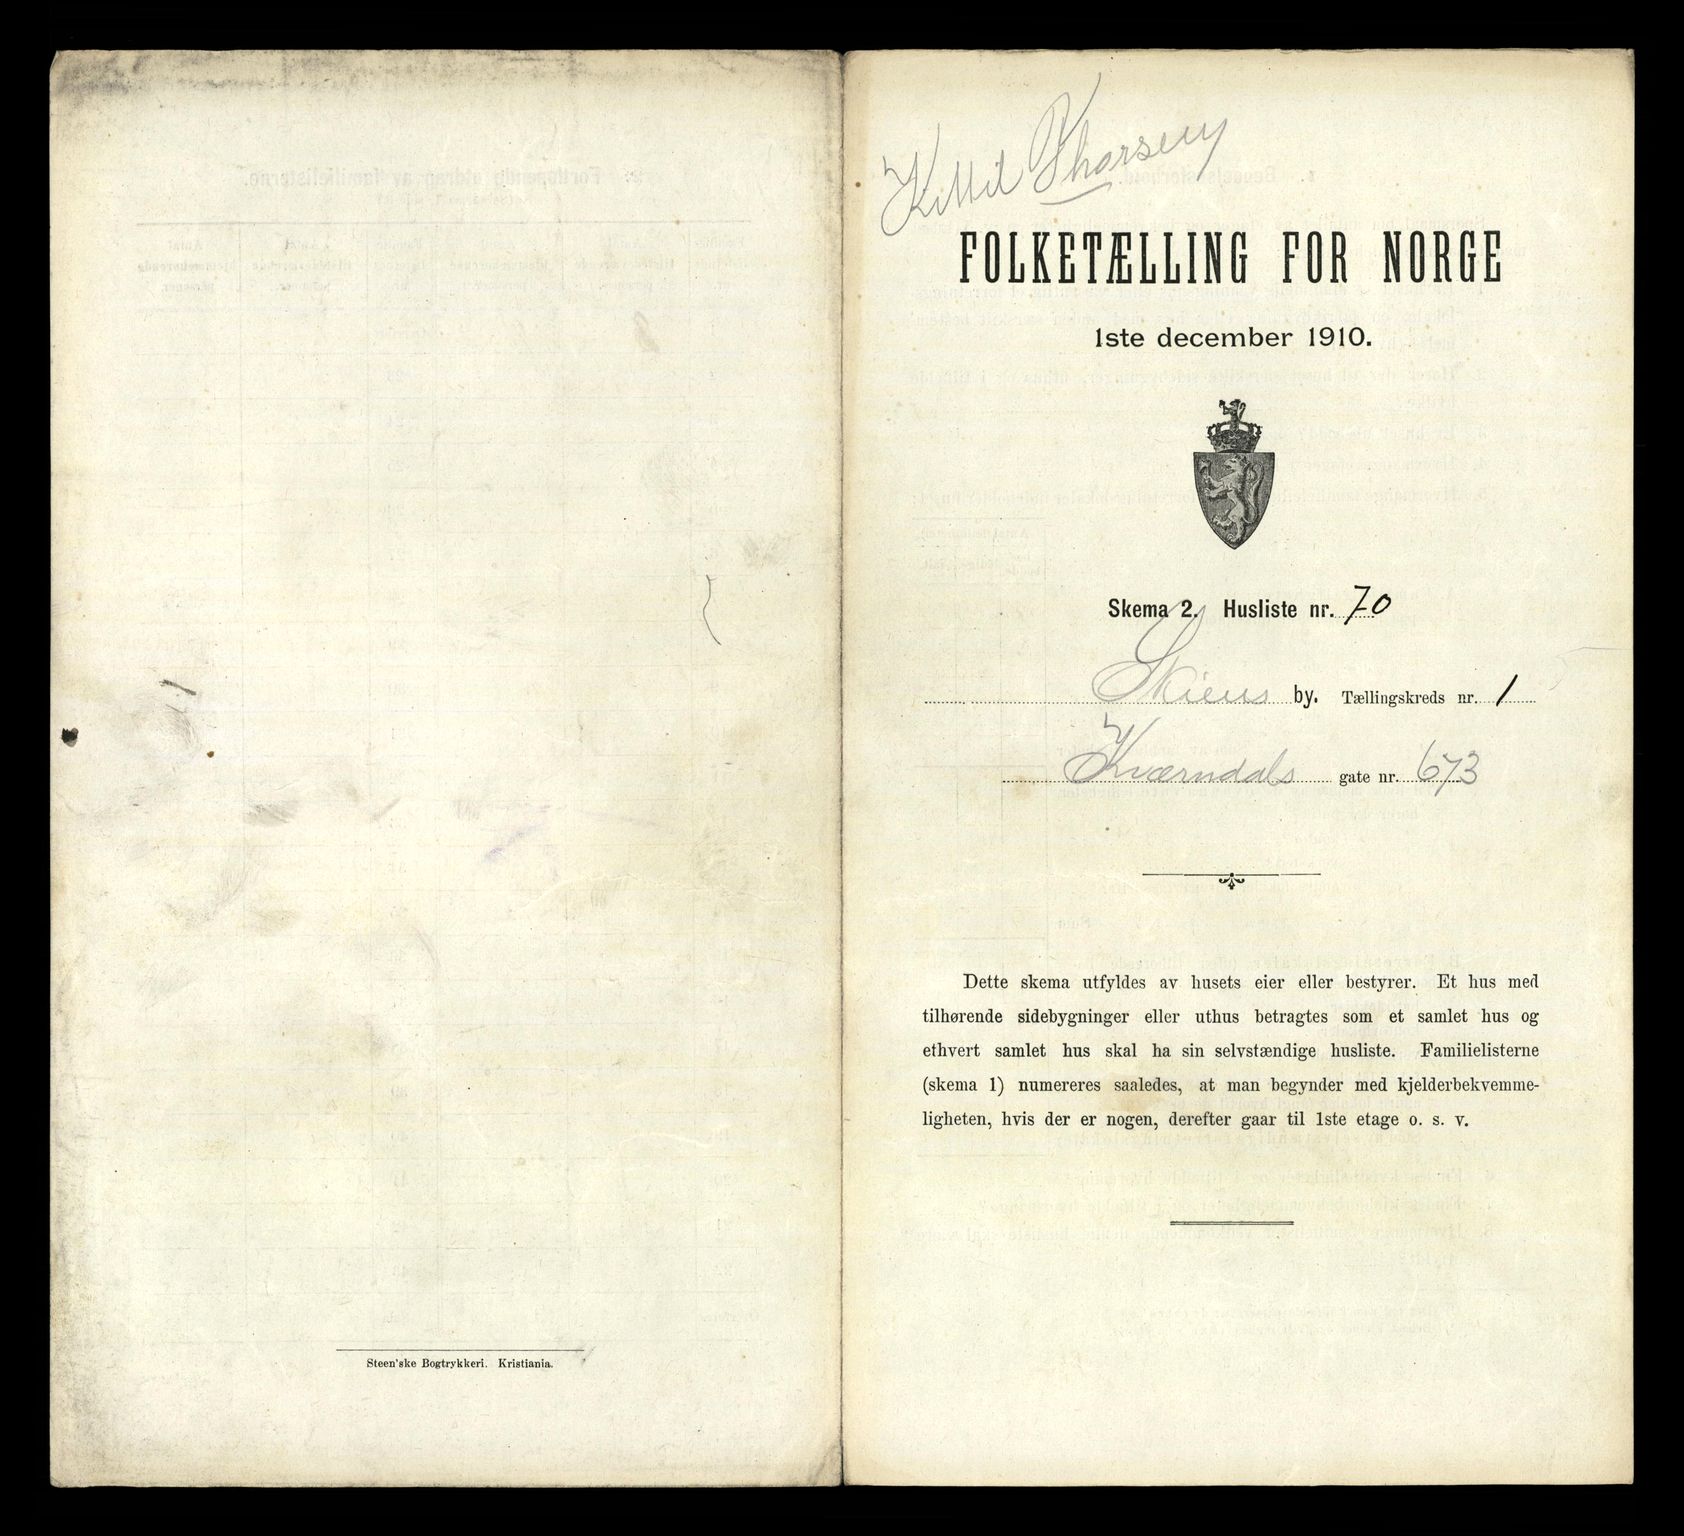 Steen'ske Bogtrykkeri. Kristiania.
Kittil Thorsen
FOLKETÆLLING FOR NORGE
1ste december 1910.
Skema 2. Husliste nr. 70
Skiens by. Tællingskreds nr. 1
Kværndals gate nr. 673
Dette skema utfyldes av husets eier eller bestyrer. Et hus med
tilhørende sidebygninger eller uthus betragtes som et samlet hus og
ethvert samlet hus skal ha sin selvstændige husliste. Familielisterne
(skema 1) numereres saaledes, at man begynder med kjelderbekvemme-
ligheten, hvis der er nogen, derefter gaar til 1ste etage o. s. v.